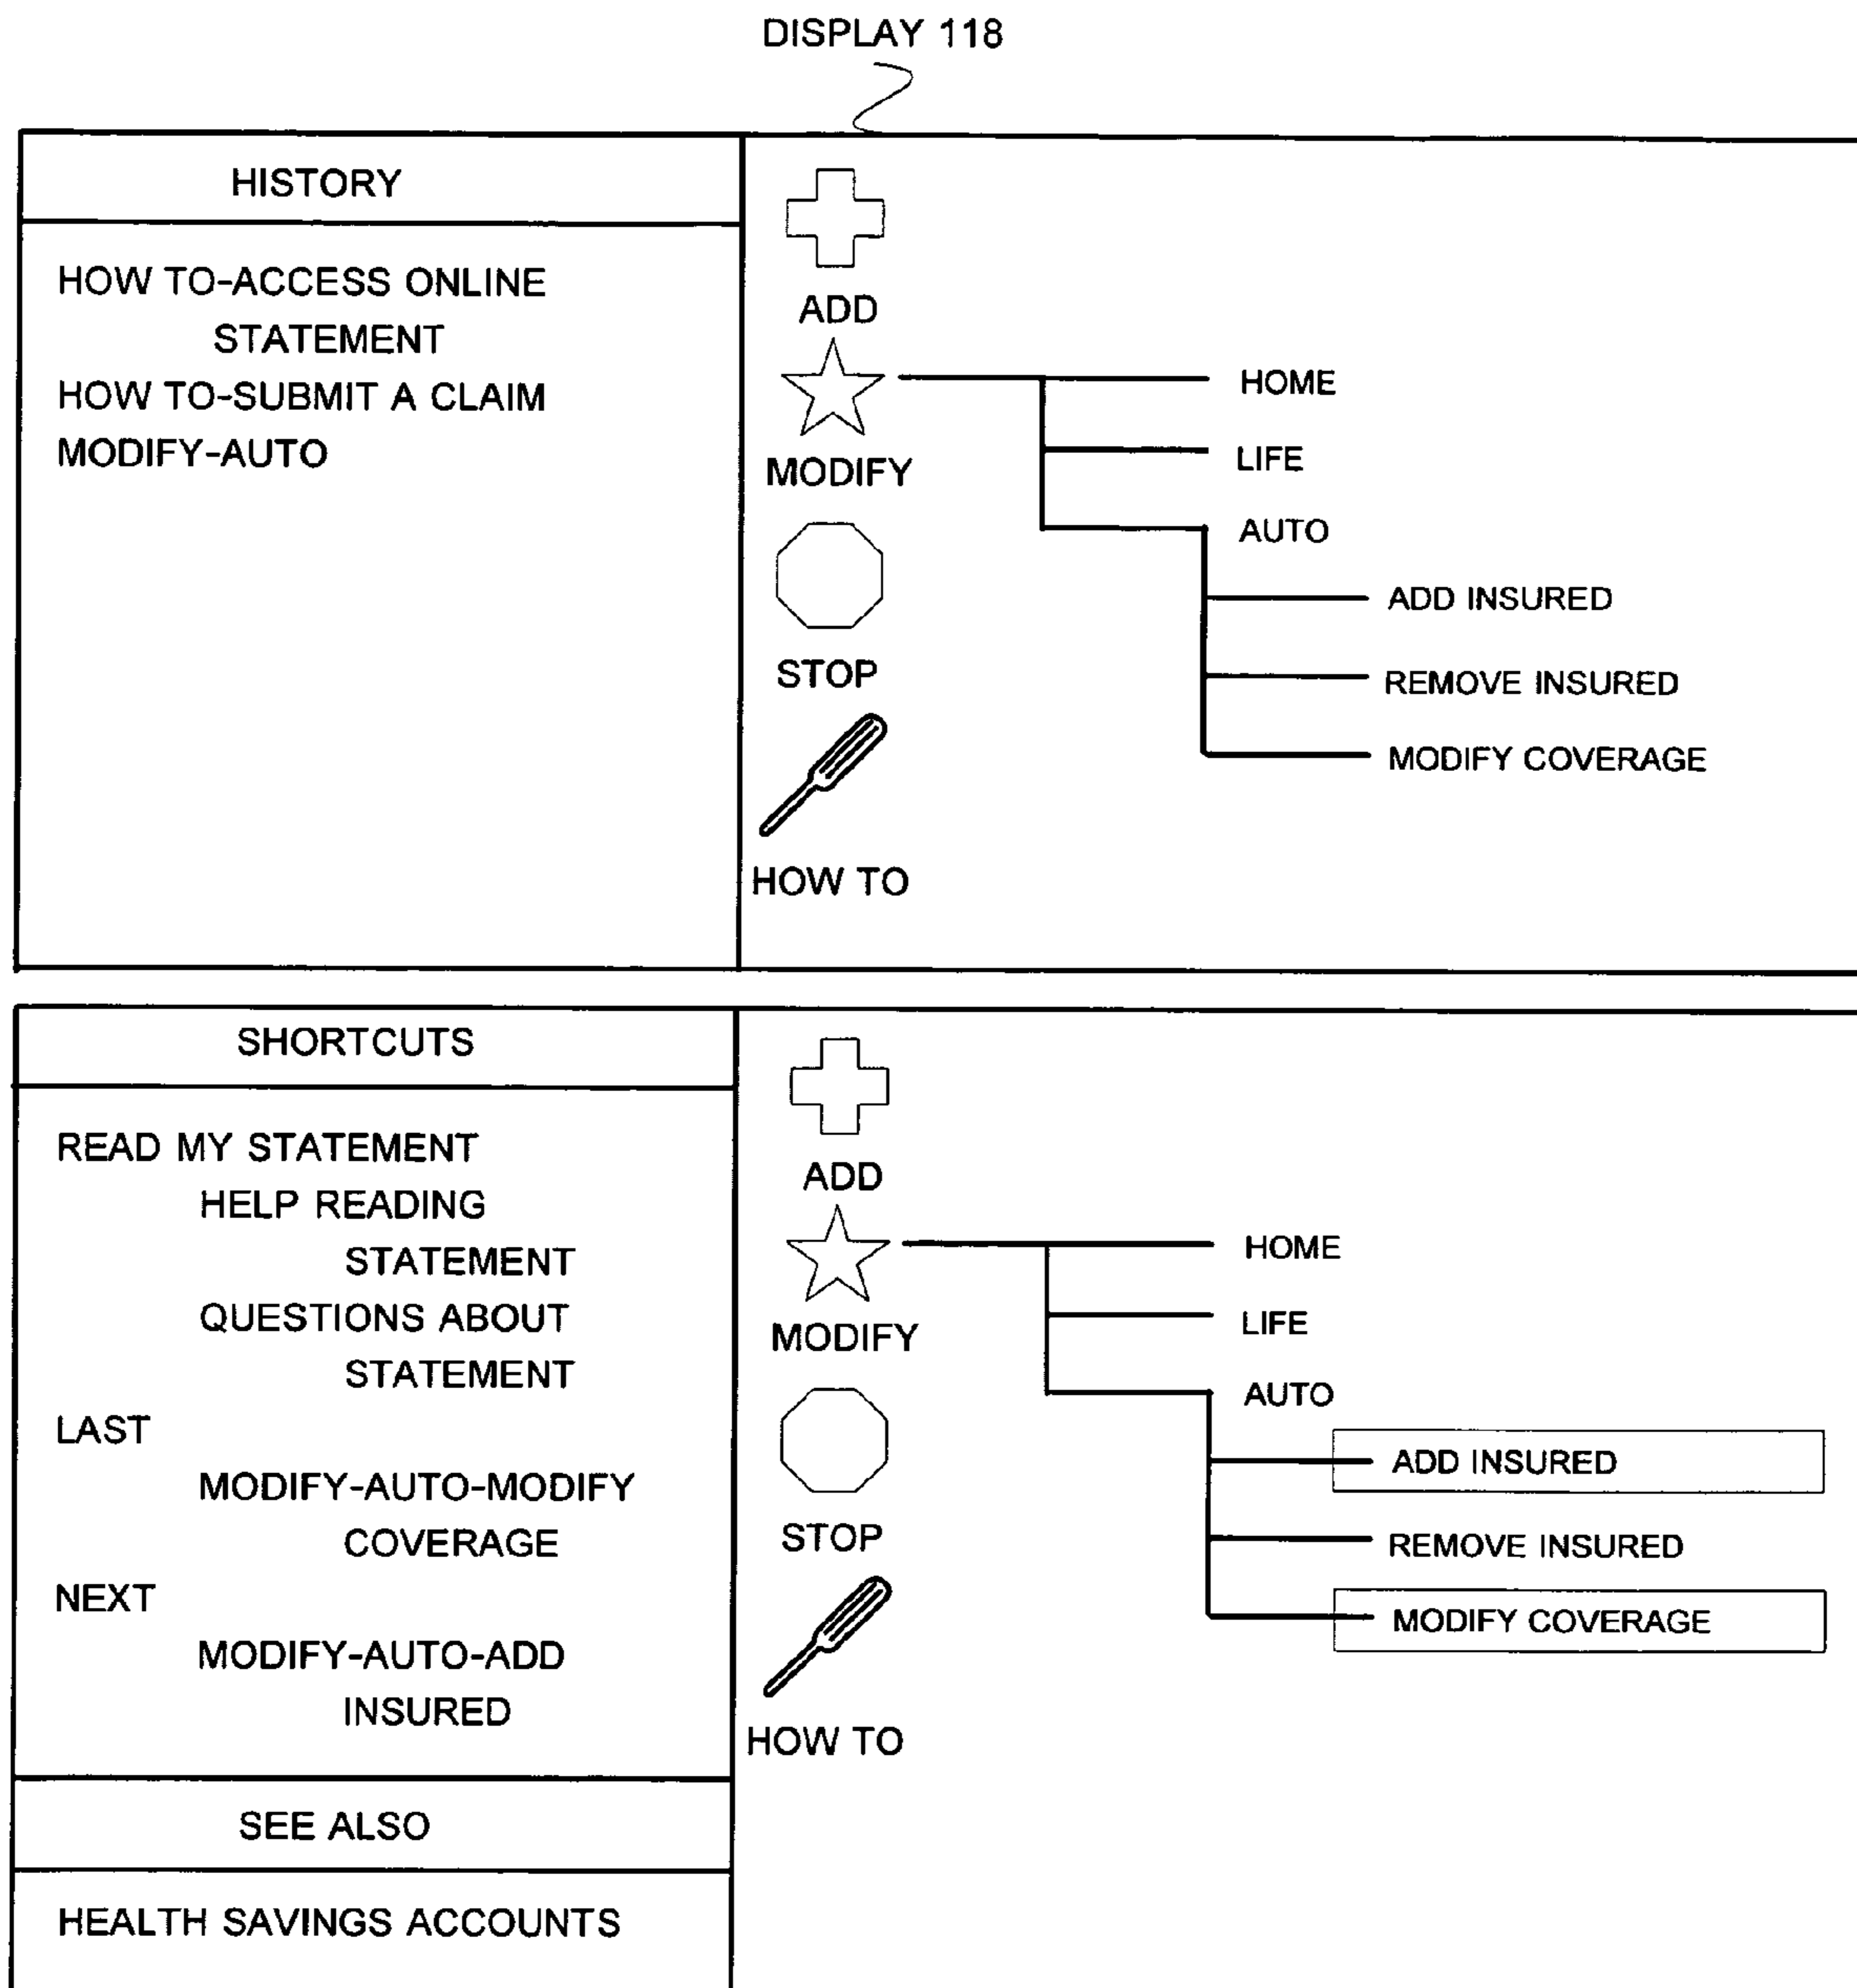 DISPLAY 118
HISTORY
HOW TO-ACCESS ONLINE
STATEMENT
HOW TO-SUBMIT A CLAIM
MODIFY-AUTO
ADD
MODIFY
STOP
HOW TO
HOME
LIFE
AUTO
ADD INSURED
REMOVE INSURED
MODIFY COVERAGE
SHORTCUTS
READ MY STATEMENT
HELP READING
STATEMENT
QUESTIONS ABOUT
STATEMENT
LAST
MODIFY-AUTO-MODIFY
COVERAGE
NEXT
MODIFY-AUTO-ADD
INSURED
SEE ALSO
HEALTH SAVINGS ACCOUNTS
ADD
MODIFY
STOP
HOW TO
HOME
LIFE
AUTO
ADD INSURED
REMOVE INSURED
MODIFY COVERAGE